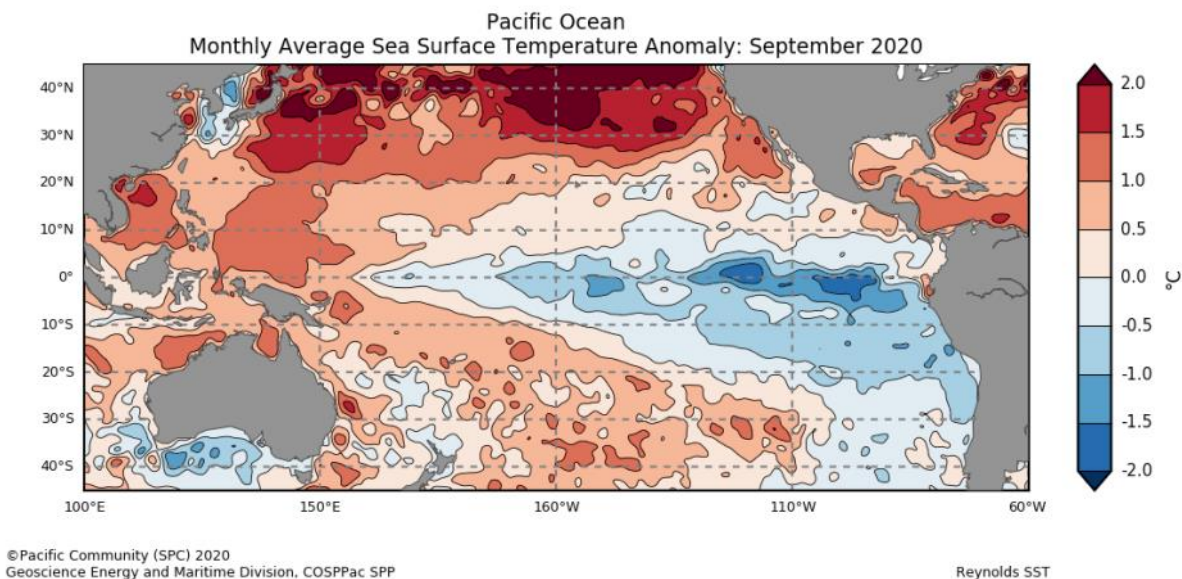 Pacific Ocean
Monthly Average Sea Surface Temperature Anomaly: September 2020
40°N
30°N
20°N
10°N
0°
10°S
20°S
30°S
40°S
100°E
150°E
160°W
110°W
60°W
2.0
1.5
1.0
0.5
0.0
-0.5
-1.0
-1.5
-2.0
°C
©Pacific Community (SPC) 2020
Geoscience Energy and Maritime Division, COSPPac SPP
Reynolds SST